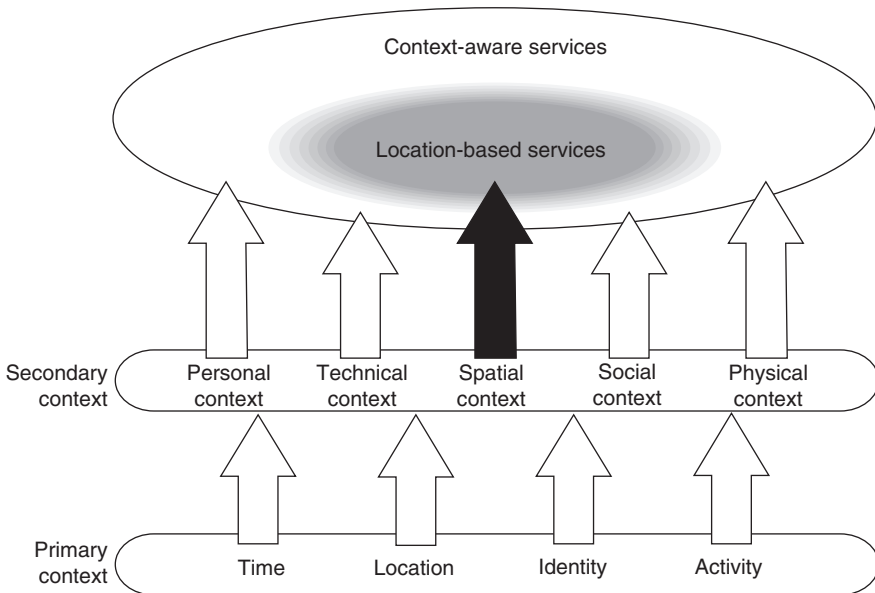 Context-aware services
Location-based services
Secondary
context
Personal
context
Technical
context
Spatial
context
Social
context
Physical
context
Primary
context
Time
Location
Identity
Activity